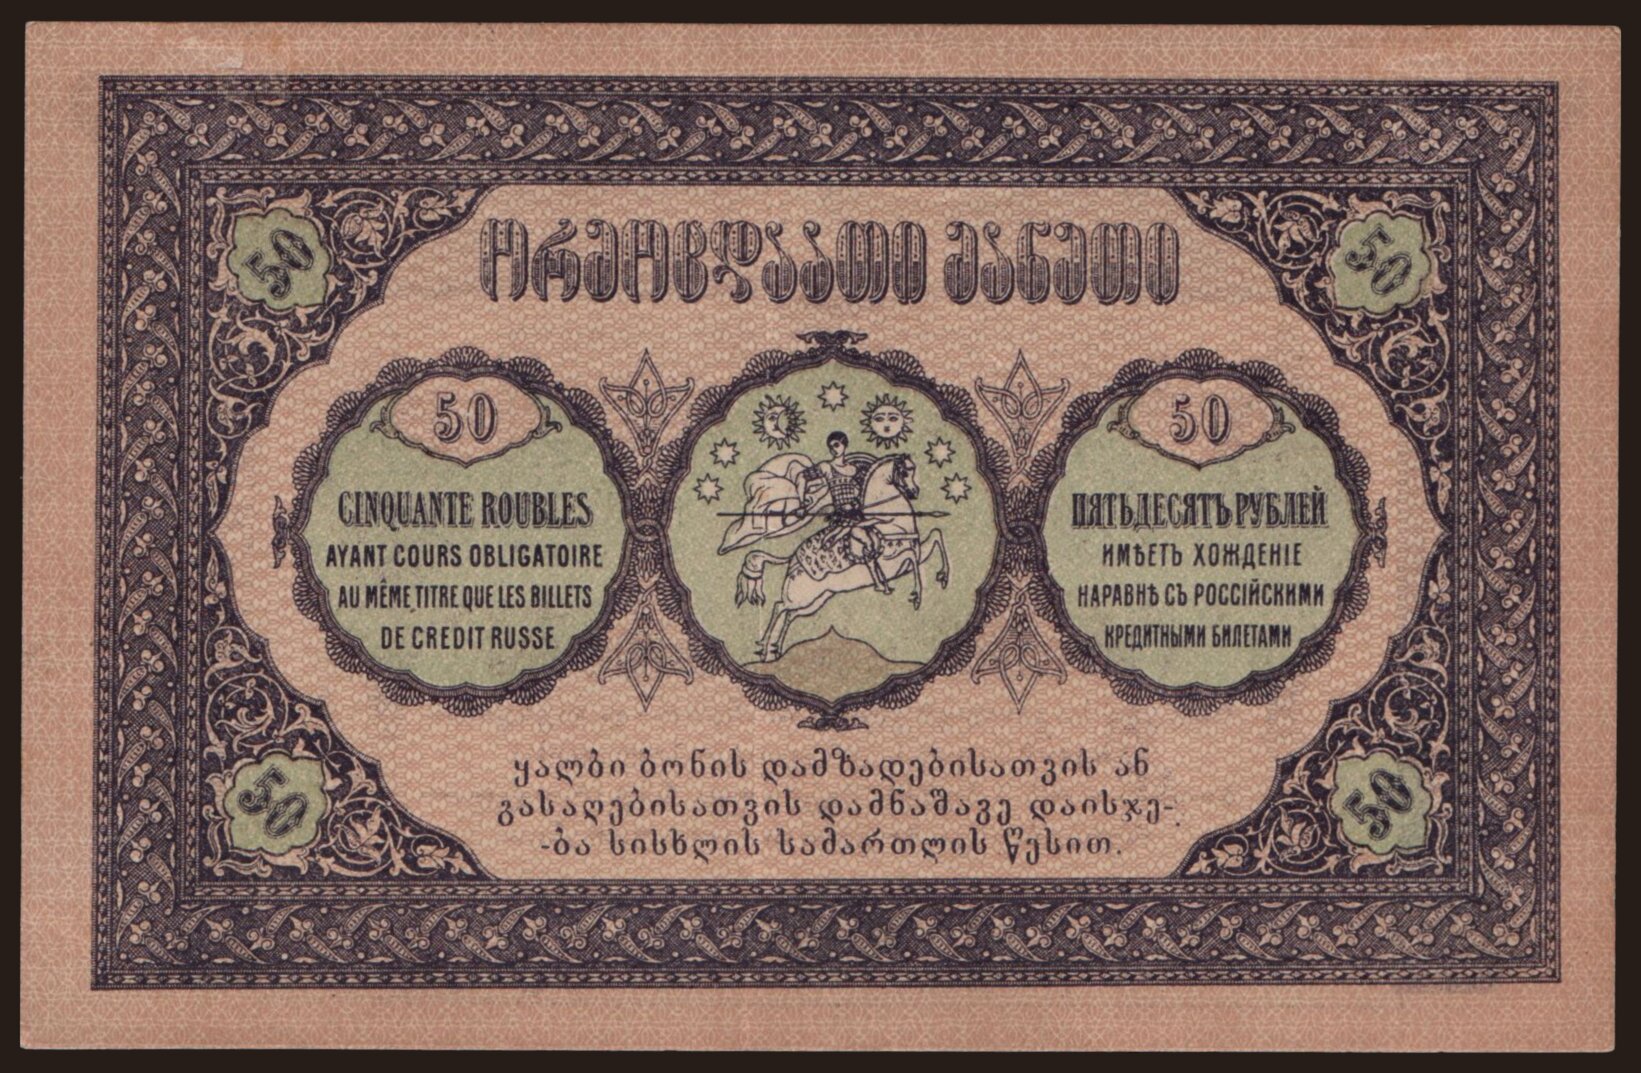 ორმოცდაათი მანეთი
50
50
50
CINQUANTE ROUBLES
AYANT COURS OBLIGATOIRE
AU MÊME TITRE QUE LES BILLETS
DE CREDIT RUSSE
50
ПЯТЬДЕСЯТЪ РУБЛЕЙ
ИМѢЕТЪ ХОЖДЕНІЕ
НАРАВНѢ СЪ РОССІЙСКИМИ
КРЕДИТНЫМИ БИЛЕТАМИ
50
50
ყალბი ბონის დამზადებისათვის ან
გასაღებისათვის დამნაშავე დაისჯე-
-ბა სისხლის სამართლის წესით.